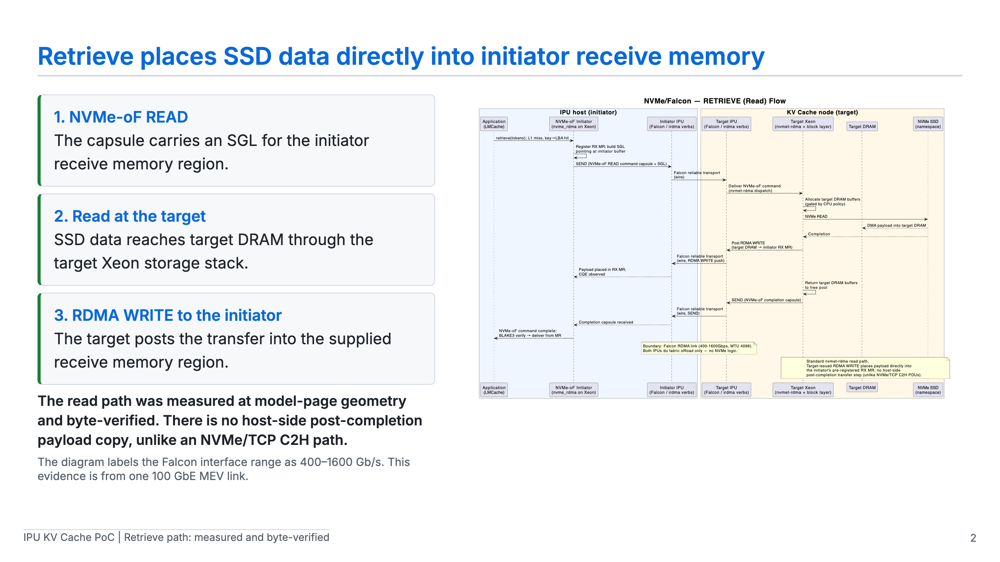 Retrieve places SSD data directly into initiator receive memory
1. NVMe-oF READ
The capsule carries an SGL for the initiator
receive memory region.
2. Read at the target
SSD data reaches target DRAM through the
target Xeon storage stack.
3. RDMA WRITE to the initiator
The target posts the transfer into the supplied
receive memory region.
The read path was measured at model-page geometry
and byte-verified. There is no host-side post-completion
payload copy, unlike an NVMe/TCP C2H path.
The diagram labels the Falcon interface range as 400–1600 Gb/s. This
evidence is from one 100 GbE MEV link.
NVMe/Falcon — RETRIEVE (Read) Flow
IPU host (initiator)
KV Cache node (target)
Application
(LMCache)
NVMe-oF Initiator
(nvme_rdma on Xeon)
Initiator IPU
(Falcon / irdma verbs)
Target IPU
(Falcon / irdma verbs)
Target Xeon
(nvmet-rdma + block layer)
Target DRAM
NVMe SSD
(namespace)
retrieve(tokens); L1 miss, key→LBA hit
Register RX MR; build SGL
pointing at initiator buffer
SEND (NVMe-oF READ command capsule + SGL)
Falcon reliable transport
(wire)
Deliver NVMe-oF command
(nvmet-rdma dispatch)
Allocate target DRAM buffers
(gated by CPU policy)
NVMe READ
DMA payload into target DRAM
Completion
Post RDMA WRITE
(target DRAM → initiator RX MR)
Falcon reliable transport
(wire, RDMA WRITE push)
Payload placed in RX MR;
CQE observed
Return target DRAM buffers
to free pool
SEND (NVMe-oF completion capsule)
Falcon reliable transport
(wire, SEND)
Completion capsule received
NVMe-oF command complete;
BLAKE3 verify → deliver from MR
Boundary: Falcon RDMA link (400-1600Gbps, MTU 4096).
Both IPUs do fabric offload only — no NVMe logic.
Standard nvmet-rdma read path.
Target-issued RDMA WRITE places payload directly into
the initiator's pre-registered RX MR; no host-side
post-completion transfer step (unlike NVMe/TCP C2H PDUs).
Application
(LMCache)
NVMe-oF Initiator
(nvme_rdma on Xeon)
Initiator IPU
(Falcon / irdma verbs)
Target IPU
(Falcon / irdma verbs)
Target Xeon
(nvmet-rdma + block layer)
Target DRAM
NVMe SSD
(namespace)
IPU KV Cache PoC | Retrieve path: measured and byte-verified
2